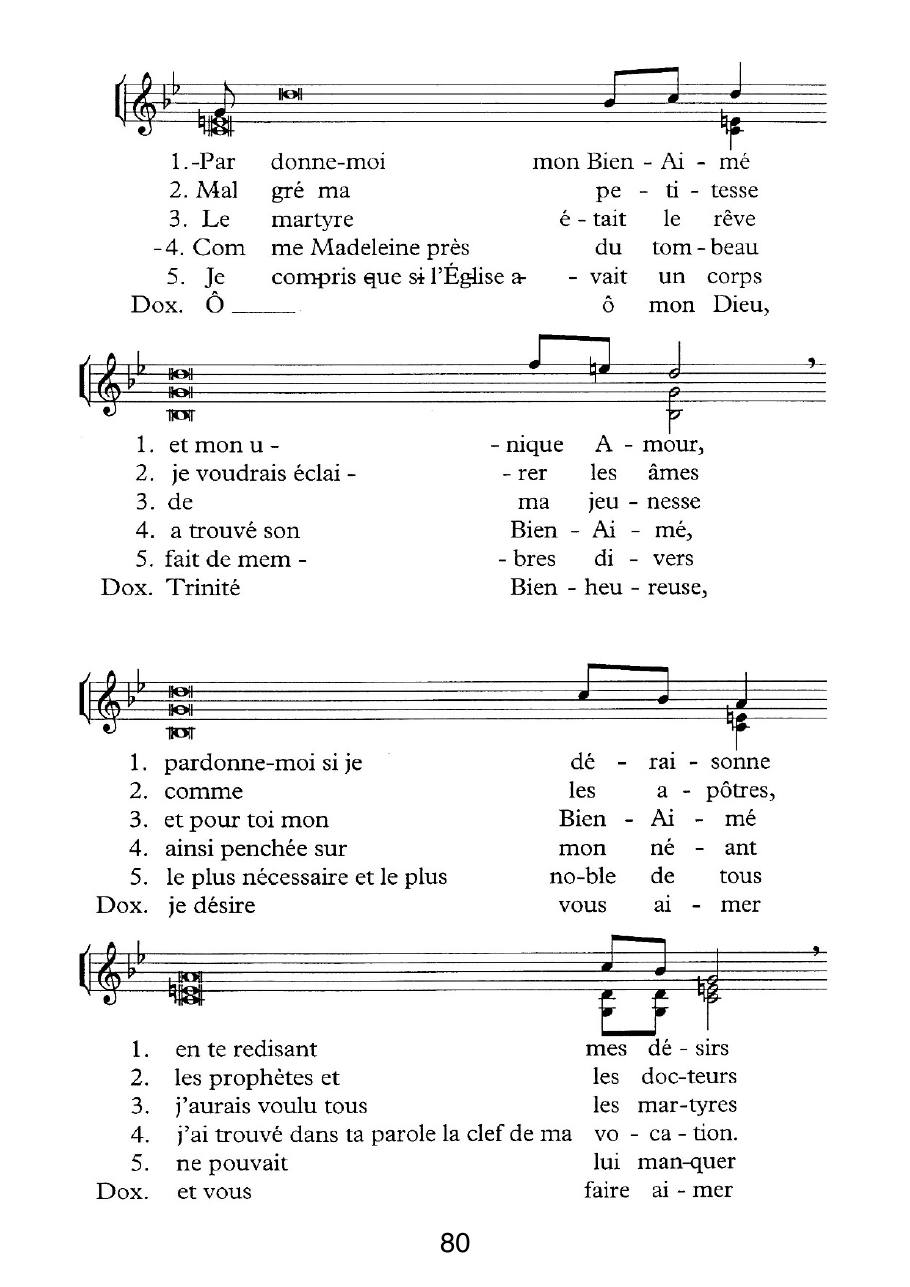 1.-Par donne-moi mon Bien - Ai - mé
2. Mal gré ma pe - ti - tesse
3. Le martyre é - tait le rêve
-4. Com me Madeleine près du tom - beau
5. Je compris que si l'Église a- - vait un corps
Dox. Ô _____ ô mon Dieu,
1. et mon u - - nique A - mour,
2. je voudrais éclai - - rer les âmes
3. de ma jeu - nesse
4. a trouvé son Bien - Ai - mé,
5. fait de mem - - bres di - vers
Dox. Trinité Bien - heu - reuse,
1. pardonne-moi si je dé - rai - sonne
2. comme les a - pôtres,
3. et pour toi mon Bien - Ai - mé
4. ainsi penchée sur mon né - ant
5. le plus nécessaire et le plus no-ble de tous
Dox. je désire vous ai - mer
1. en te redisant mes dé - sirs
2. les prophètes et les doc-teurs
3. j'aurais voulu tous les mar-tyres
4. j'ai trouvé dans ta parole la clef de ma vo - ca - tion.
5. ne pouvait lui man-quer
Dox. et vous faire ai - mer
80